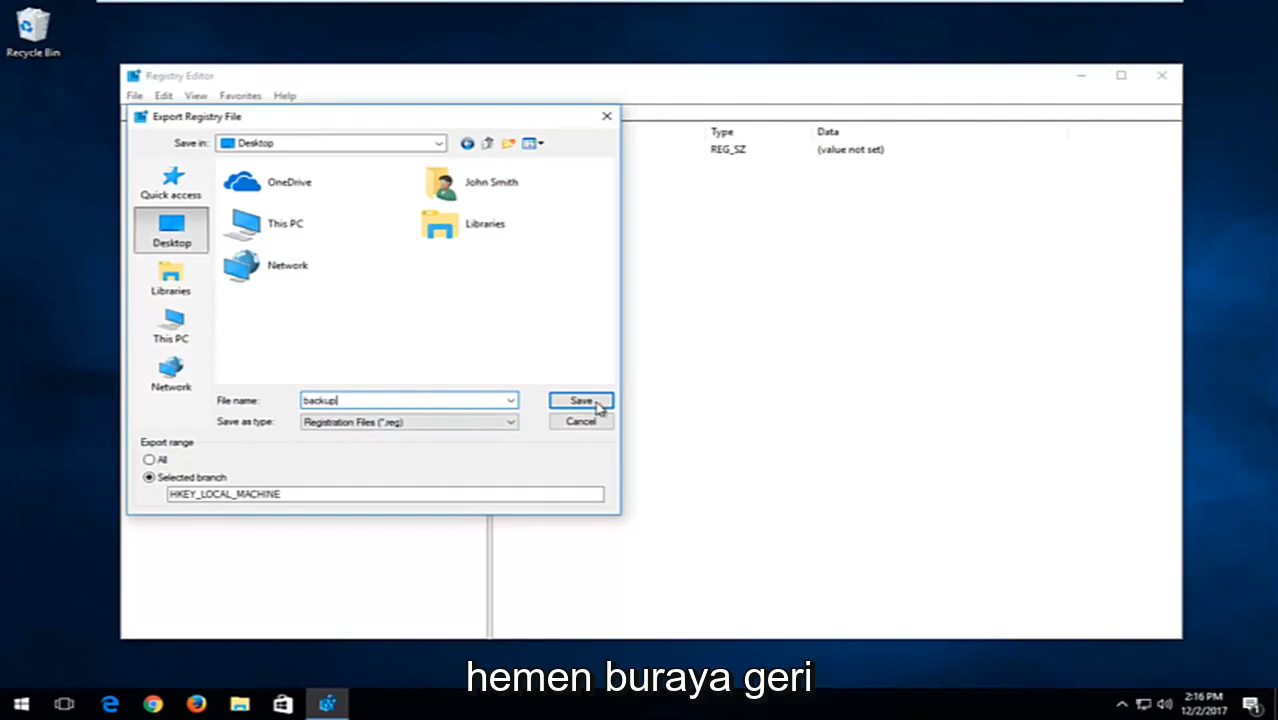 Recycle Bin
Registry Editor
File Edit View Favorites Help
Export Registry File
Save in: Desktop
Type Data
REG_SZ (value not set)
Quick access
Desktop
Libraries
This PC
Network
OneDrive John Smith
This PC Libraries
Network
File name: backup Save
Save as type: Registration Files (*.reg) Cancel
Export range
All
Selected branch
HKEY_LOCAL_MACHINE
hemen buraya geri
2:16 PM
12/2/2017
1